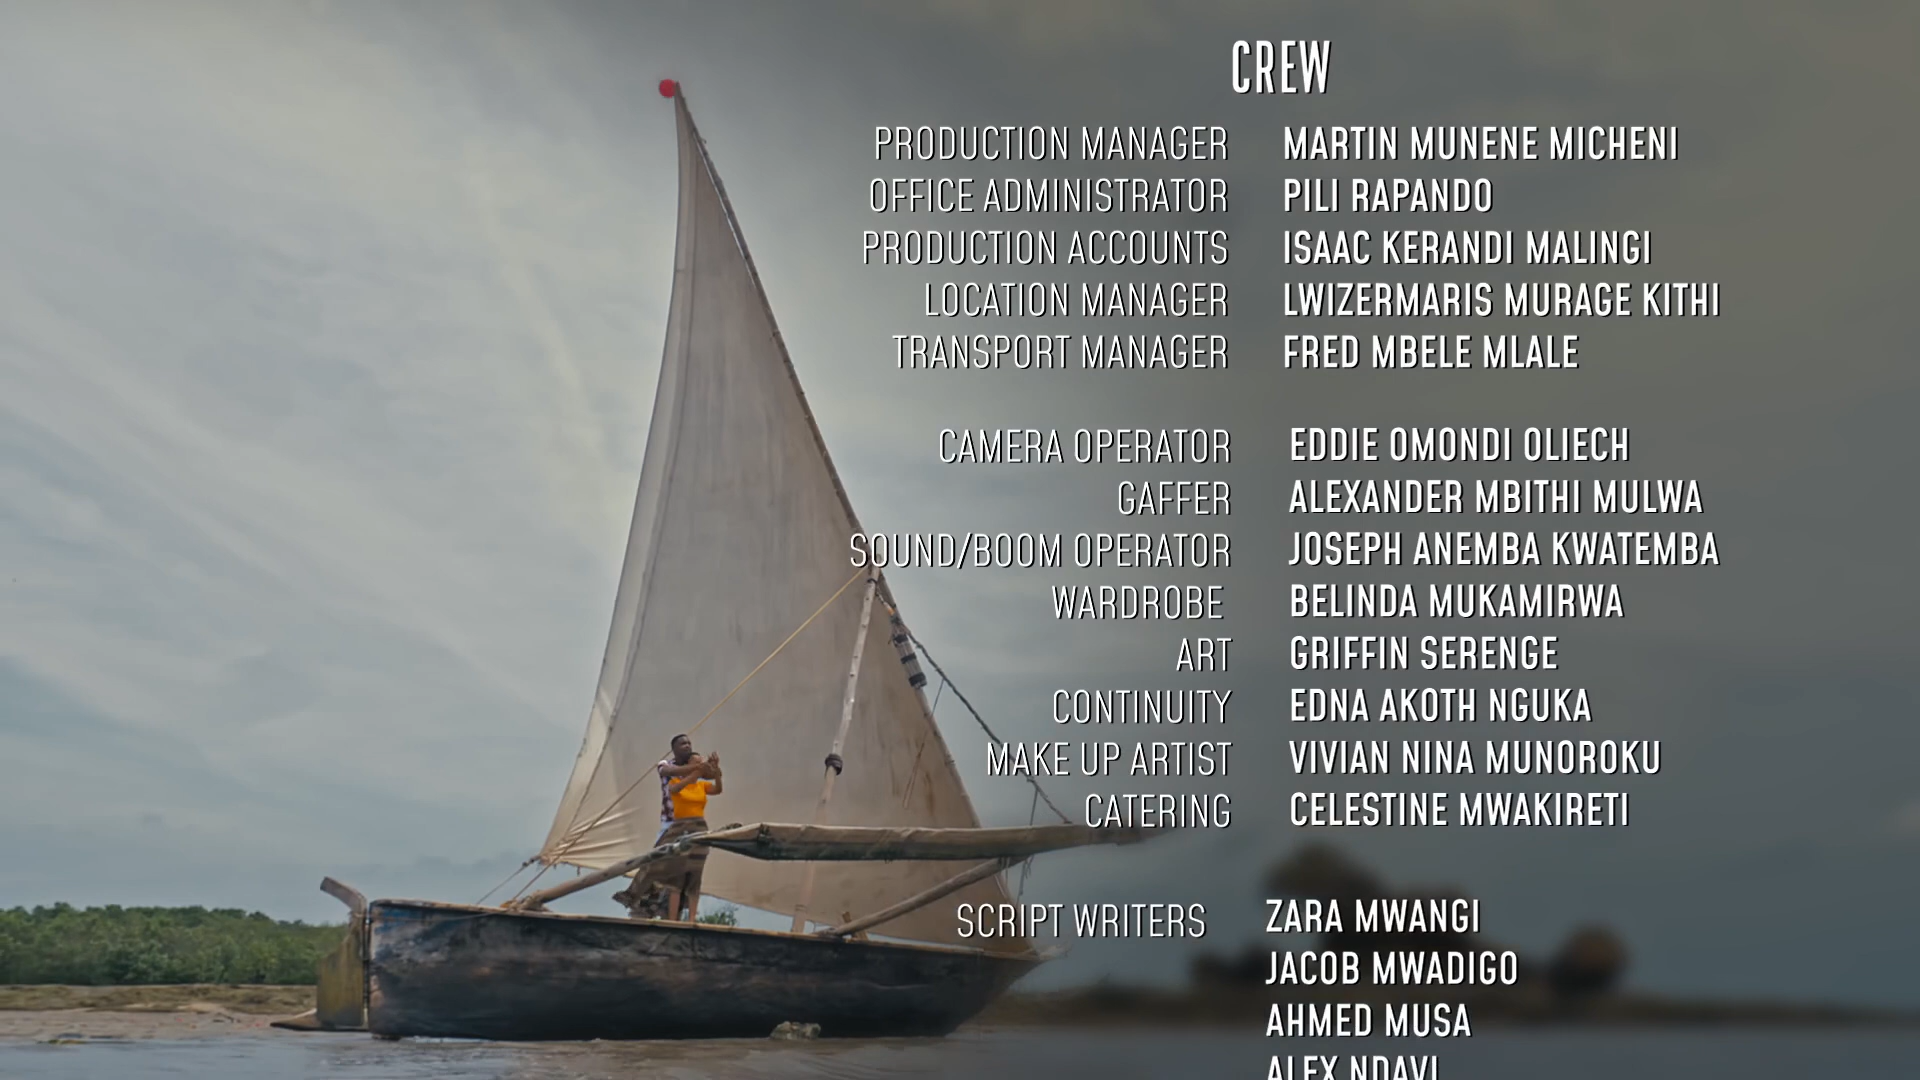 CREW
PRODUCTION MANAGER MARTIN MUNENE MICHENI
OFFICE ADMINISTRATOR PILI RAPANDO
PRODUCTION ACCOUNTS ISAAC KERANDI MALINGI
LOCATION MANAGER LWIZERMARIS MURAGE KITHI
TRANSPORT MANAGER FRED MBELE MLALE
CAMERA OPERATOR EDDIE OMONDI OLIECH
GAFFER ALEXANDER MBITHI MULWA
SOUND/BOOM OPERATOR JOSEPH ANEMBA KWATEMBA
WARDROBE BELINDA MUKAMIRWA
ART GRIFFIN SERENGE
CONTINUITY EDNA AKOTH NGUKA
MAKE UP ARTIST VIVIAN NINA MUNOROKU
CATERING CELESTINE MWAKIRETI
SCRIPT WRITERS ZARA MWANGI
JACOB MWADIGO
AHMED MUSA
ALEX NDAVI